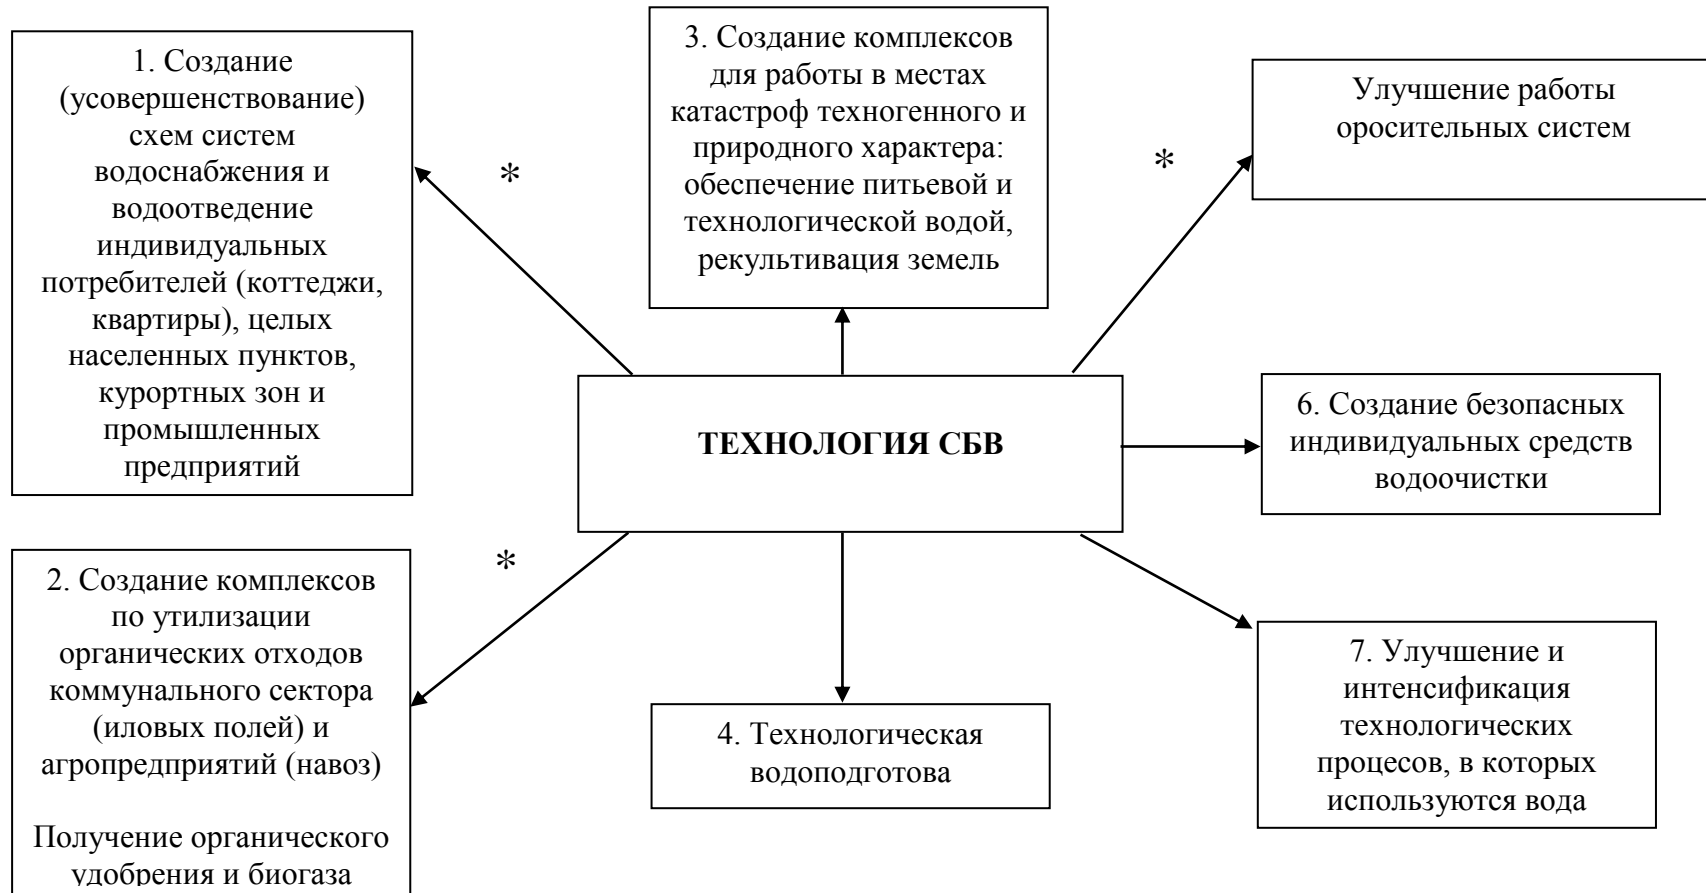 1. Создание
(усовершенствование)
схем систем
водоснабжения и
водоотведение
индивидуальных
потребителей (коттеджи,
квартиры), целых
населенных пунктов,
курортных зон и
промышленных
предприятий
*
3. Создание комплексов
для работы в местах
катастроф техногенного и
природного характера:
обеспечение питьевой и
технологической водой,
рекультивация земель
*
Улучшение работы
оросительных систем
ТЕХНОЛОГИЯ СБВ
6. Создание безопасных
индивидуальных средств
водоочистки
2. Создание комплексов
по утилизации
органических отходов
коммунального сектора
(иловых полей) и
агропредприятий (навоз)
Получение органического
удобрения и биогаза
*
4. Технологическая
водоподготова
7. Улучшение и
интенсификация
технологических
процесов, в которых
используются вода